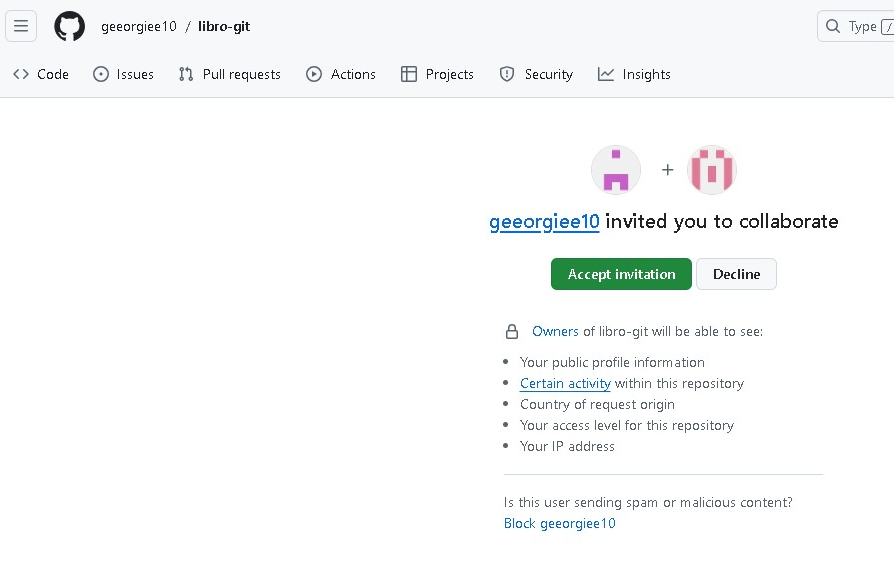 geeorgiee10 / libro-git
Type /
Code Issues Pull requests Actions Projects Security Insights
+
geeorgiee10 invited you to collaborate
Accept invitation Decline
Owners of libro-git will be able to see:
• Your public profile information
• Certain activity within this repository
• Country of request origin
• Your access level for this repository
• Your IP address
Is this user sending spam or malicious content?
Block geeorgiee10